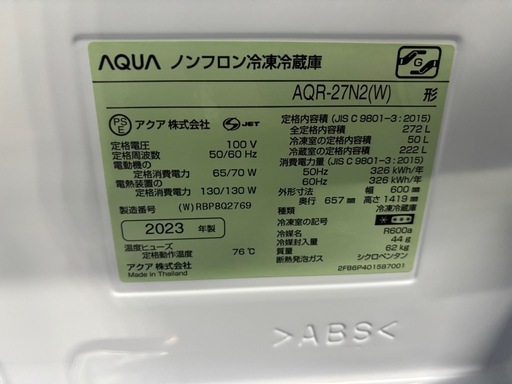 AQUA ノンフロン冷凍冷蔵庫
G
AQR-27N2(W) 形
PS
E
アクア株式会社
JET
定格電圧 100 V
定格周波数 50/60 Hz
電動機の
定格消費電力 65/70 W
電熱装置の
定格消費電力 130/130 W
製造番号 (W)RBP8Q2769
2023 年製
温度ヒューズ
定格動作温度 76℃
アクア株式会社
Made in Thailand
定格内容積 (JIS C 9801-3 : 2015)
全定格内容積 272 L
冷凍室の定格内容積 50 L
冷蔵室の定格内容積 222 L
消費電力量 (JIS C 9801-3 : 2015)
50Hz 326 kWh/年
60Hz 326 kWh/年
外形寸法 幅 600 mm
奥行 657 mm 高さ 1419 mm
種類 冷凍冷蔵庫
冷凍室の記号
冷媒名 R600a
冷媒封入量 44 g
質量 62 kg
断熱発泡ガス シクロペンタン
2FB6P401587001
>ABS<